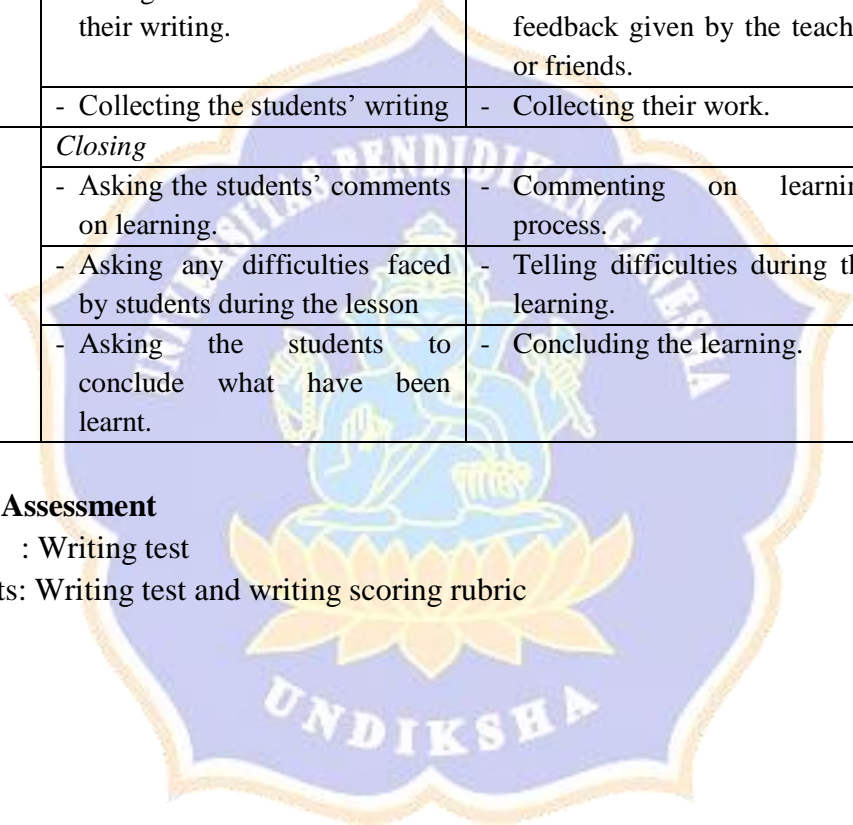 their writing.
feedback given by the teach
or friends.
- Collecting the students’ writing
- Collecting their work.
Closing
- Asking the students’ comments
on learning.
- Commenting on learnin
process.
- Asking any difficulties faced
by students during the lesson
- Telling difficulties during th
learning.
- Asking the students to
conclude what have been
learnt.
- Concluding the learning.
Assessment
: Writing test
ts: Writing test and writing scoring rubric
UNIVERSITAS PENDIDIKAN GANESHA
UNDIKSHA